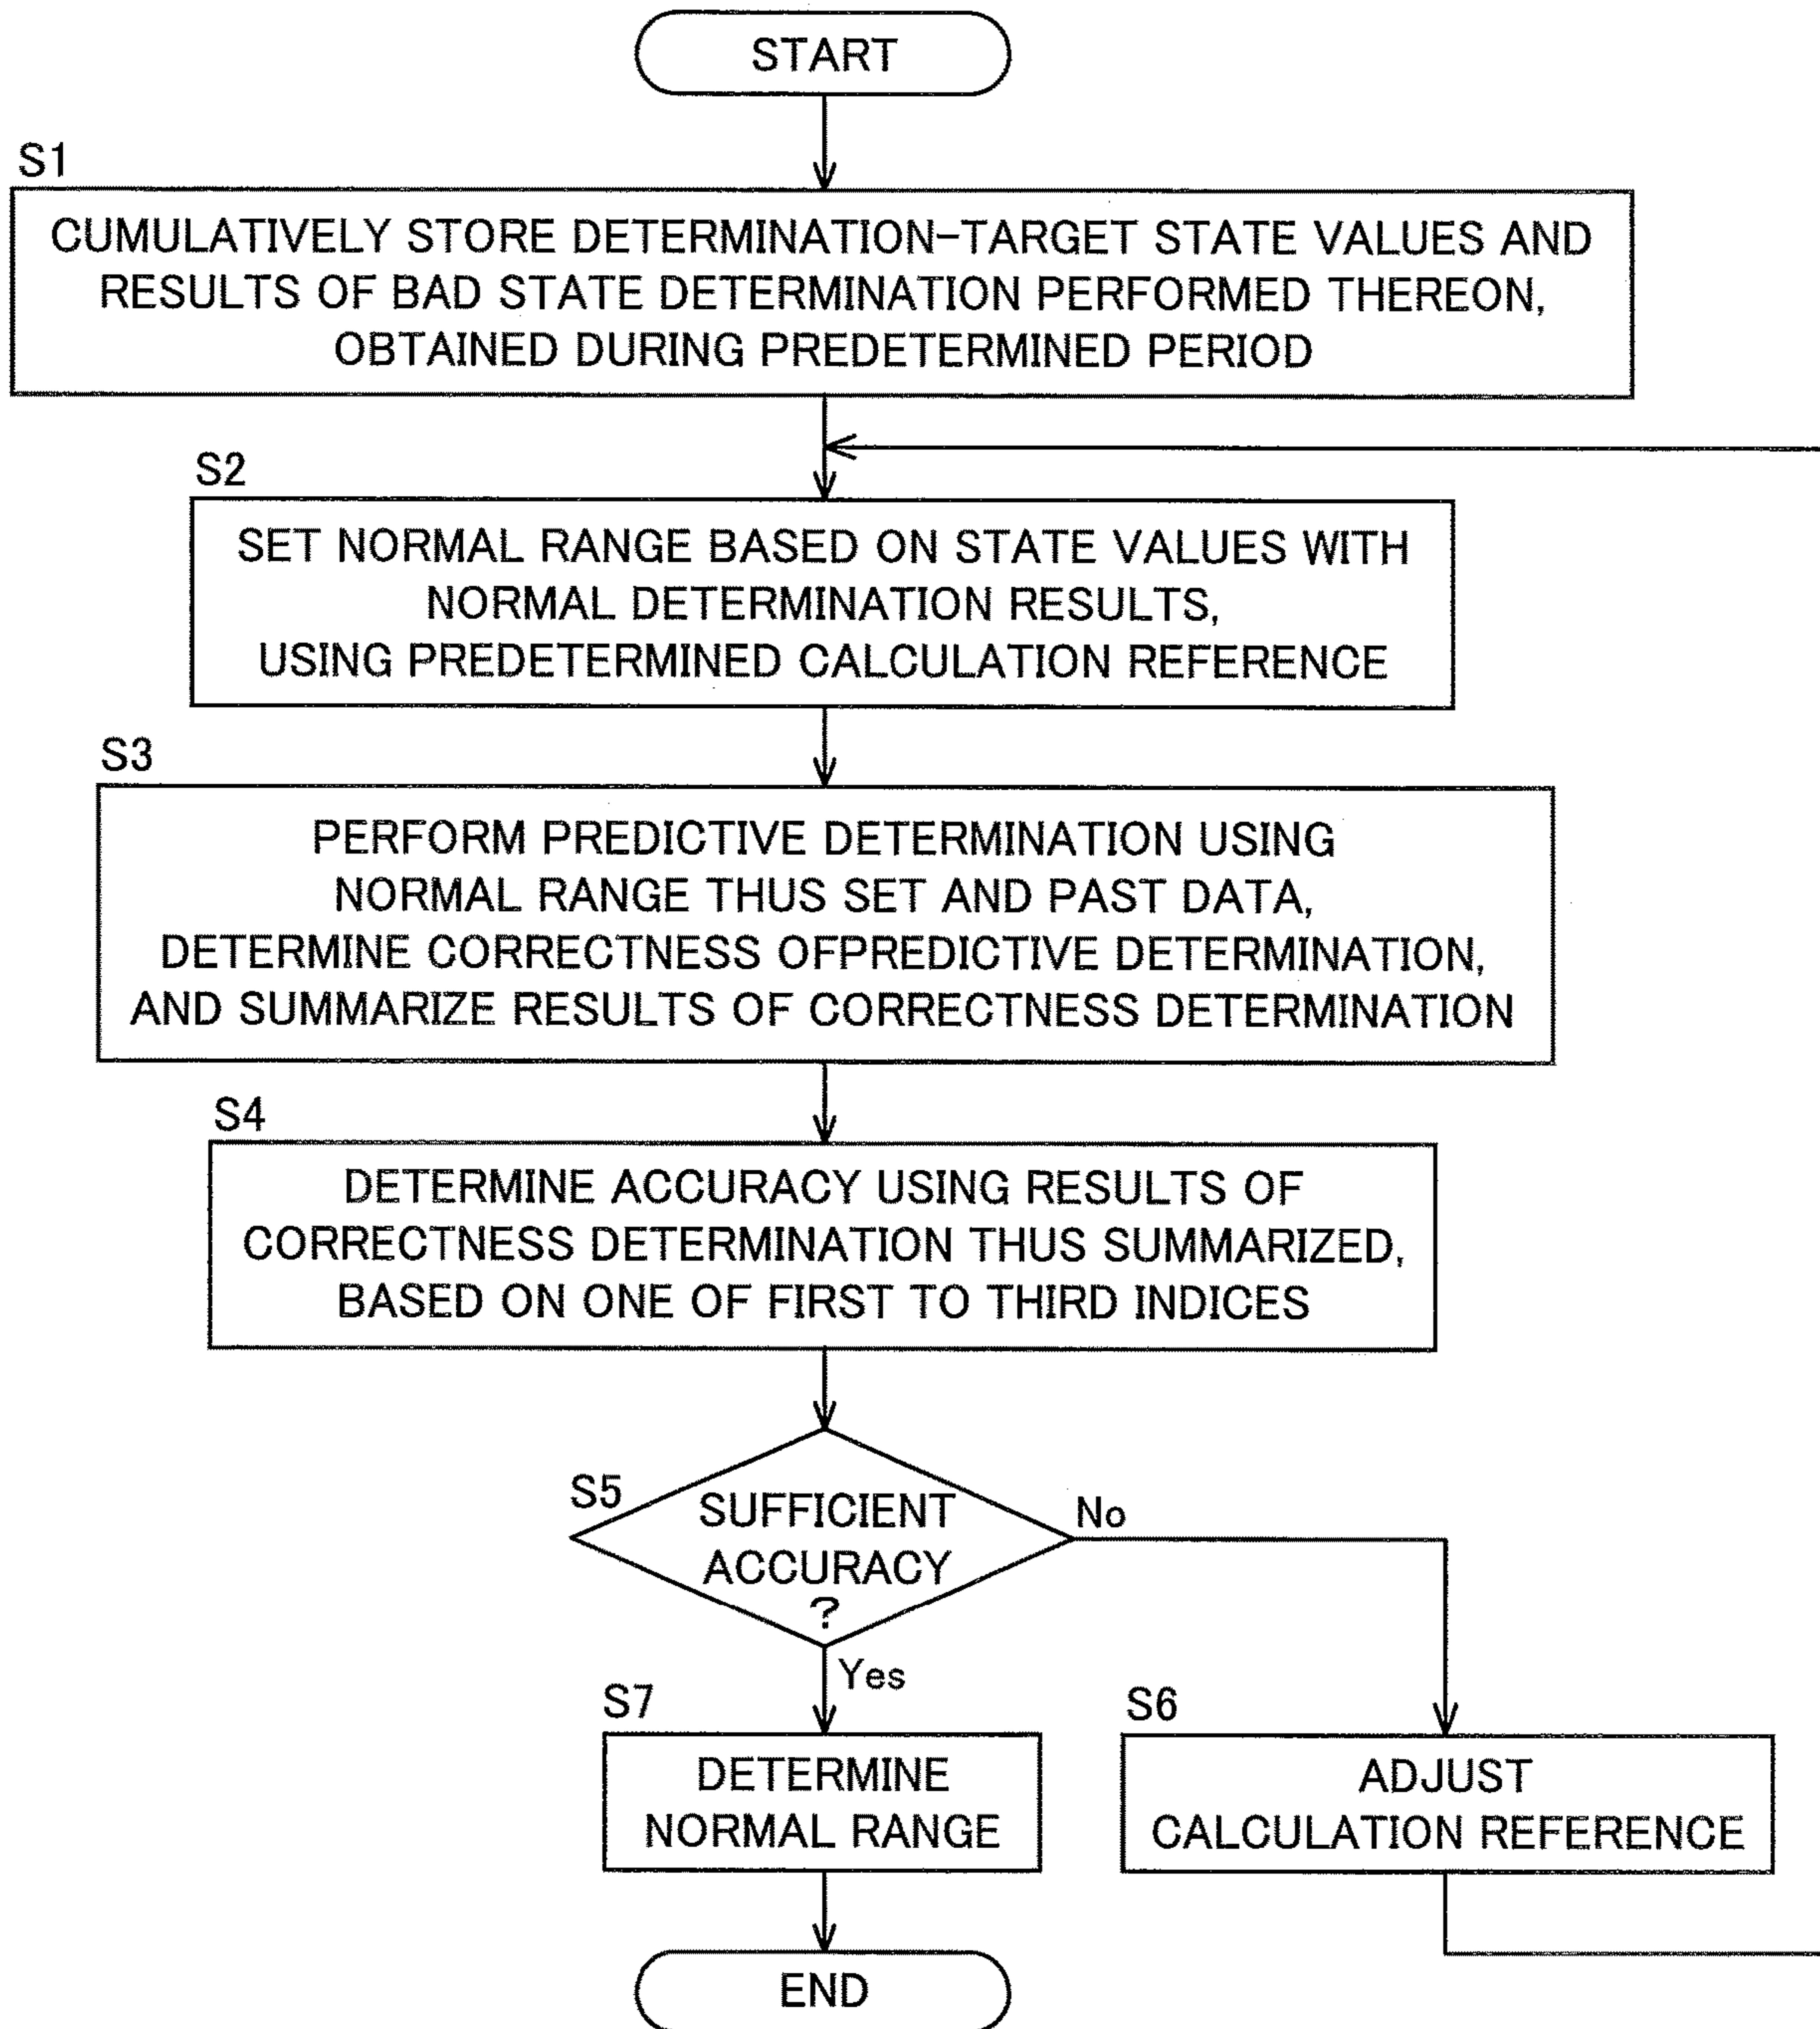 START
S1
CUMULATIVELY STORE DETERMINATION-TARGET STATE VALUES AND
RESULTS OF BAD STATE DETERMINATION PERFORMED THEREON,
OBTAINED DURING PREDETERMINED PERIOD
S2
SET NORMAL RANGE BASED ON STATE VALUES WITH
NORMAL DETERMINATION RESULTS,
USING PREDETERMINED CALCULATION REFERENCE
S3
PERFORM PREDICTIVE DETERMINATION USING
NORMAL RANGE THUS SET AND PAST DATA,
DETERMINE CORRECTNESS OFPREDICTIVE DETERMINATION,
AND SUMMARIZE RESULTS OF CORRECTNESS DETERMINATION
S4
DETERMINE ACCURACY USING RESULTS OF
CORRECTNESS DETERMINATION THUS SUMMARIZED,
BASED ON ONE OF FIRST TO THIRD INDICES
S5
SUFFICIENT
ACCURACY
?
No
Yes
S7
DETERMINE
NORMAL RANGE
S6
ADJUST
CALCULATION REFERENCE
END